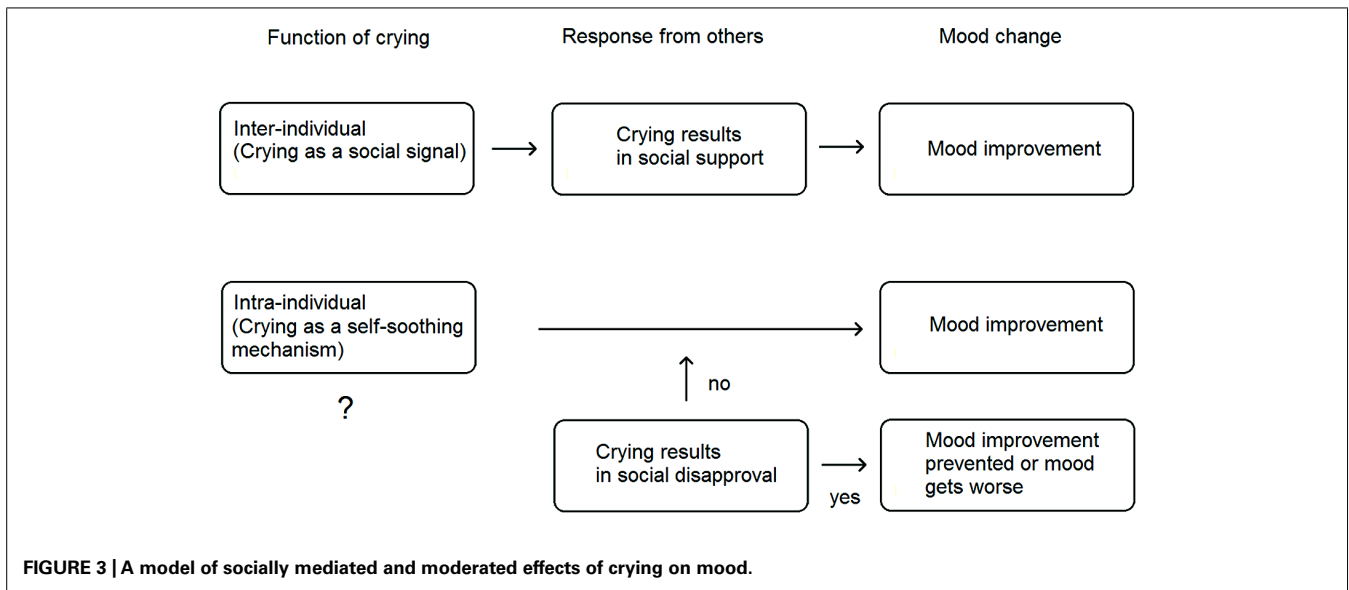 Function of crying
Response from others
Mood change
Inter-individual
(Crying as a social signal)
Crying results
in social support
Mood improvement
Intra-individual
(Crying as a self-soothing
mechanism)
Mood improvement
?
no
Crying results
in social disapproval
yes
Mood improvement
prevented or mood
gets worse
FIGURE 3 | A model of socially mediated and moderated effects of crying on mood.